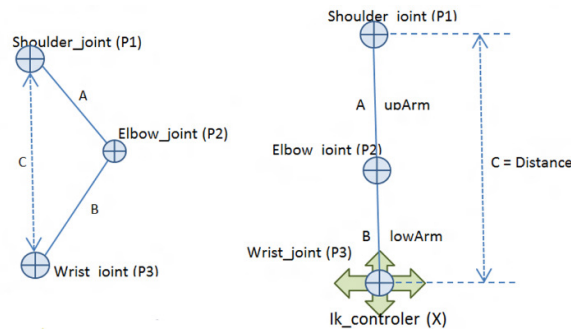 Shoulder_joint (P1)
A
Elbow_joint (P2)
C
B
Wrist_joint (P3)
Shoulder_joint (P1)
A upArm
Elbow_joint (P2)
C = Distance
B lowArm
Wrist_joint (P3)
Ik_controler (X)